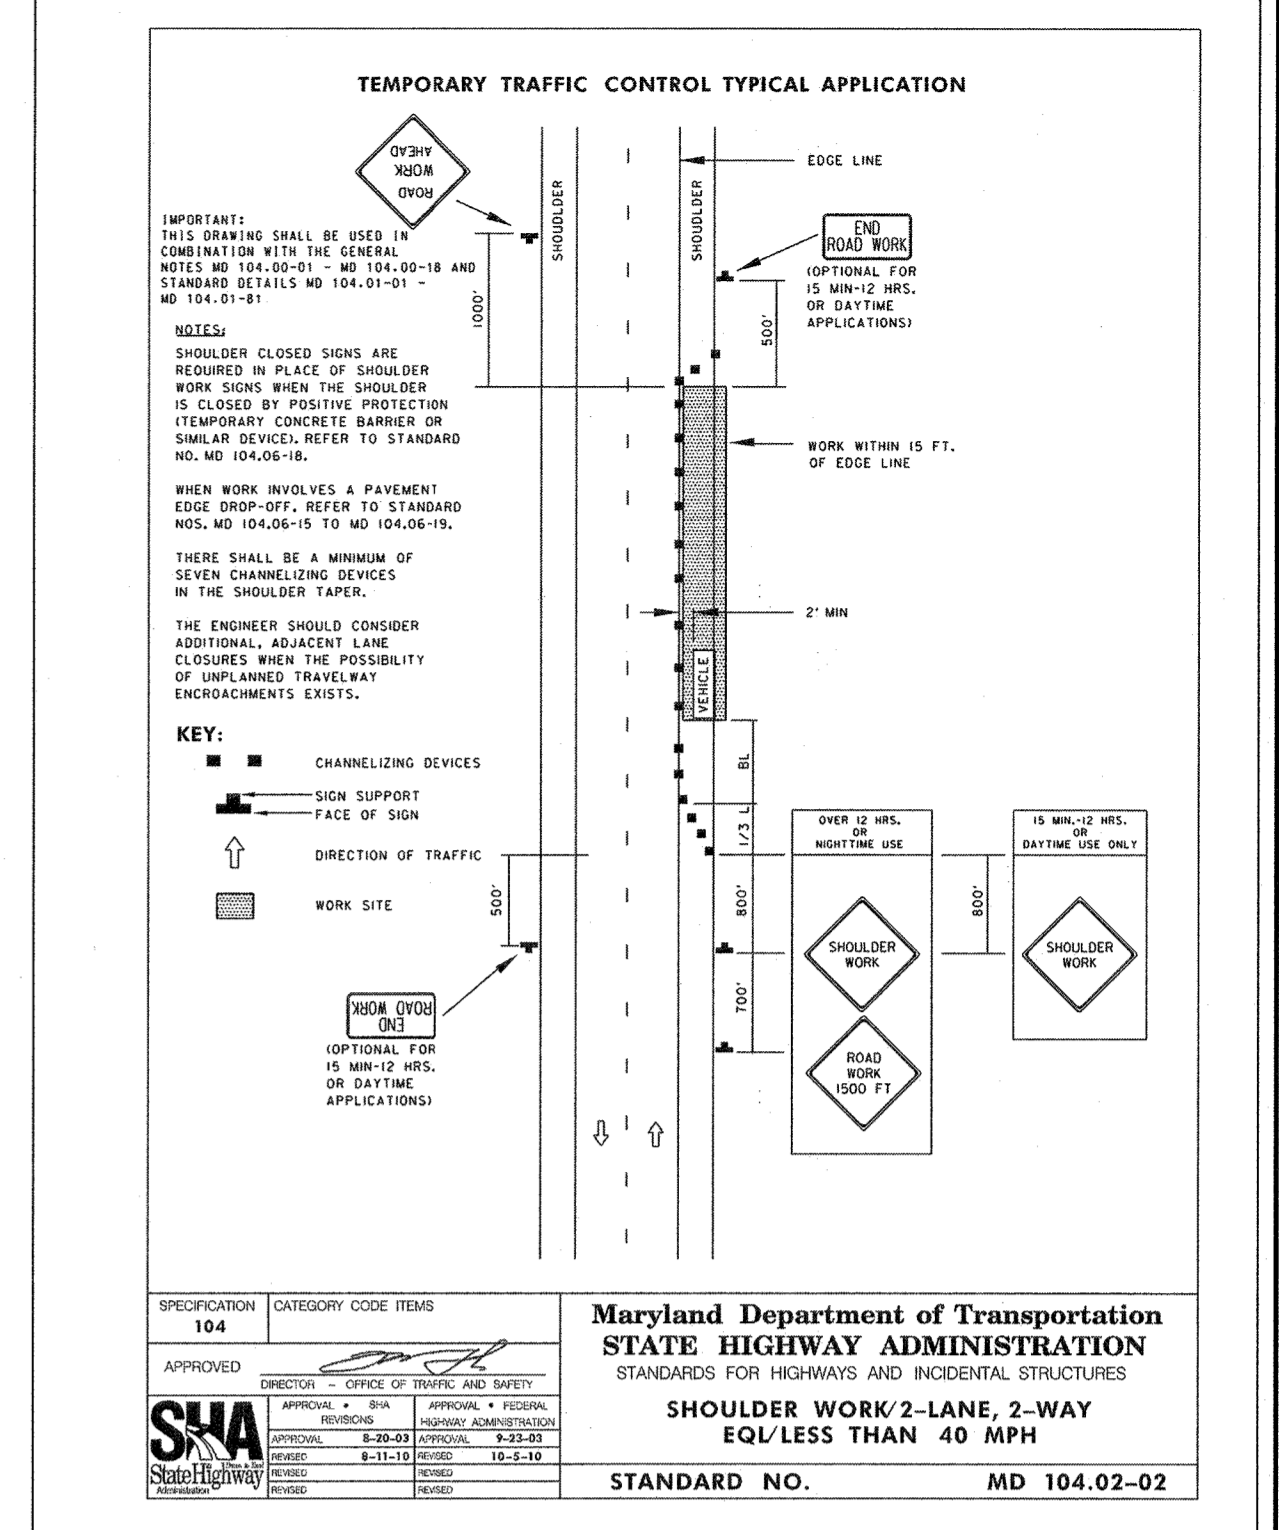 TEMPORARY TRAFFIC CONTROL TYPICAL APPLICATION
ROAD
WORK
AHEAD
SHOUDLER
SHOULDER
EDGE LINE
IMPORTANT:
THIS DRAWING SHALL BE USED IN
COMBINATION WITH THE GENERAL
NOTES MD 104.00-01 - MD 104.00-18 AND
STANDARD DETAILS MD 104.01-01 -
MD 104.01-81
1000'
END
ROAD WORK
(OPTIONAL FOR
15 MIN-12 HRS.
OR DAYTIME
APPLICATIONS)
500'
NOTES:
SHOULDER CLOSED SIGNS ARE
REQUIRED IN PLACE OF SHOULDER
WORK SIGNS WHEN THE SHOULDER
IS CLOSED BY POSITIVE PROTECTION
(TEMPORARY CONCRETE BARRIER OR
SIMILAR DEVICE). REFER TO STANDARD
NO. MD 104.06-18.
WHEN WORK INVOLVES A PAVEMENT
EDGE DROP-OFF, REFER TO STANDARD
NOS. MD 104.06-15 TO MD 104.06-19.
THERE SHALL BE A MINIMUM OF
SEVEN CHANNELIZING DEVICES
IN THE SHOULDER TAPER.
THE ENGINEER SHOULD CONSIDER
ADDITIONAL, ADJACENT LANE
CLOSURES WHEN THE POSSIBILITY
OF UNPLANNED TRAVELWAY
ENCROACHMENTS EXISTS.
WORK WITHIN 15 FT.
OF EDGE LINE
2' MIN
VEHICLE
KEY:
CHANNELIZING DEVICES
SIGN SUPPORT
FACE OF SIGN
DIRECTION OF TRAFFIC
WORK SITE
BL
1/3 L
800'
700'
500'
END
ROAD WORK
(OPTIONAL FOR
15 MIN-12 HRS.
OR DAYTIME
APPLICATIONS)
OVER 12 HRS.
OR
NIGHTTIME USE
SHOULDER
WORK
ROAD
WORK
1500 FT
800'
15 MIN.-12 HRS.
OR
DAYTIME USE ONLY
SHOULDER
WORK
SPECIFICATION
104
CATEGORY CODE ITEMS
APPROVED
DIRECTOR - OFFICE OF TRAFFIC AND SAFETY
SHA
StateHighway
Administration
APPROVAL • SHA
REVISIONS
APPROVAL 8-20-03
REVISED 8-11-10
REVISED
REVISED
APPROVAL • FEDERAL
HIGHWAY ADMINISTRATION
APPROVAL 9-23-03
REVISED 10-5-10
REVISED
REVISED
Maryland Department of Transportation
STATE HIGHWAY ADMINISTRATION
STANDARDS FOR HIGHWAYS AND INCIDENTAL STRUCTURES
SHOULDER WORK/2-LANE, 2-WAY
EQL/LESS THAN 40 MPH
STANDARD NO. MD 104.02-02